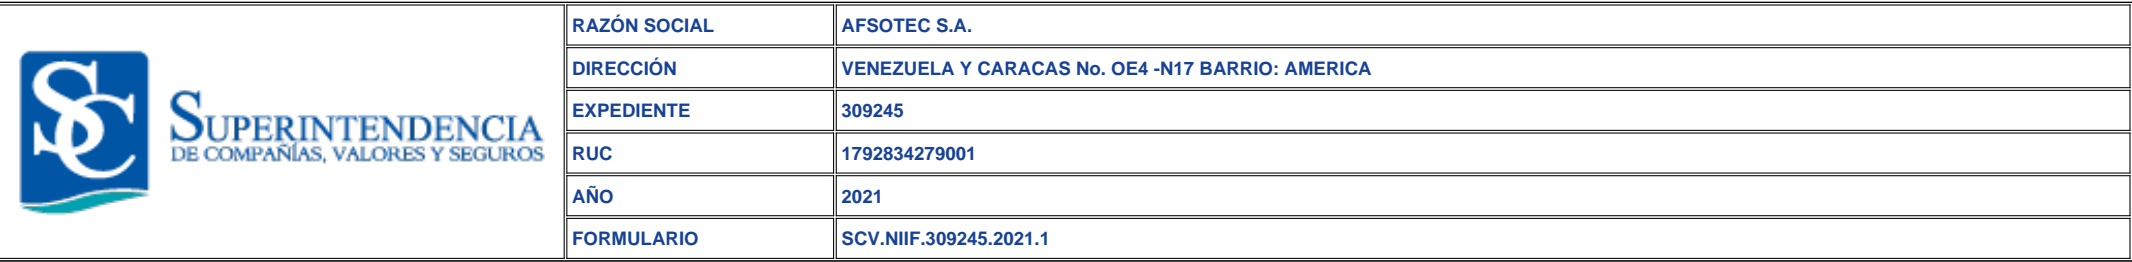 SC
SUPERINTENDENCIA
DE COMPAÑÍAS, VALORES Y SEGUROS
RAZÓN SOCIAL AFSOTEC S.A.
DIRECCIÓN VENEZUELA Y CARACAS No. OE4 -N17 BARRIO: AMERICA
EXPEDIENTE 309245
RUC 1792834279001
AÑO 2021
FORMULARIO SCV.NIIF.309245.2021.1